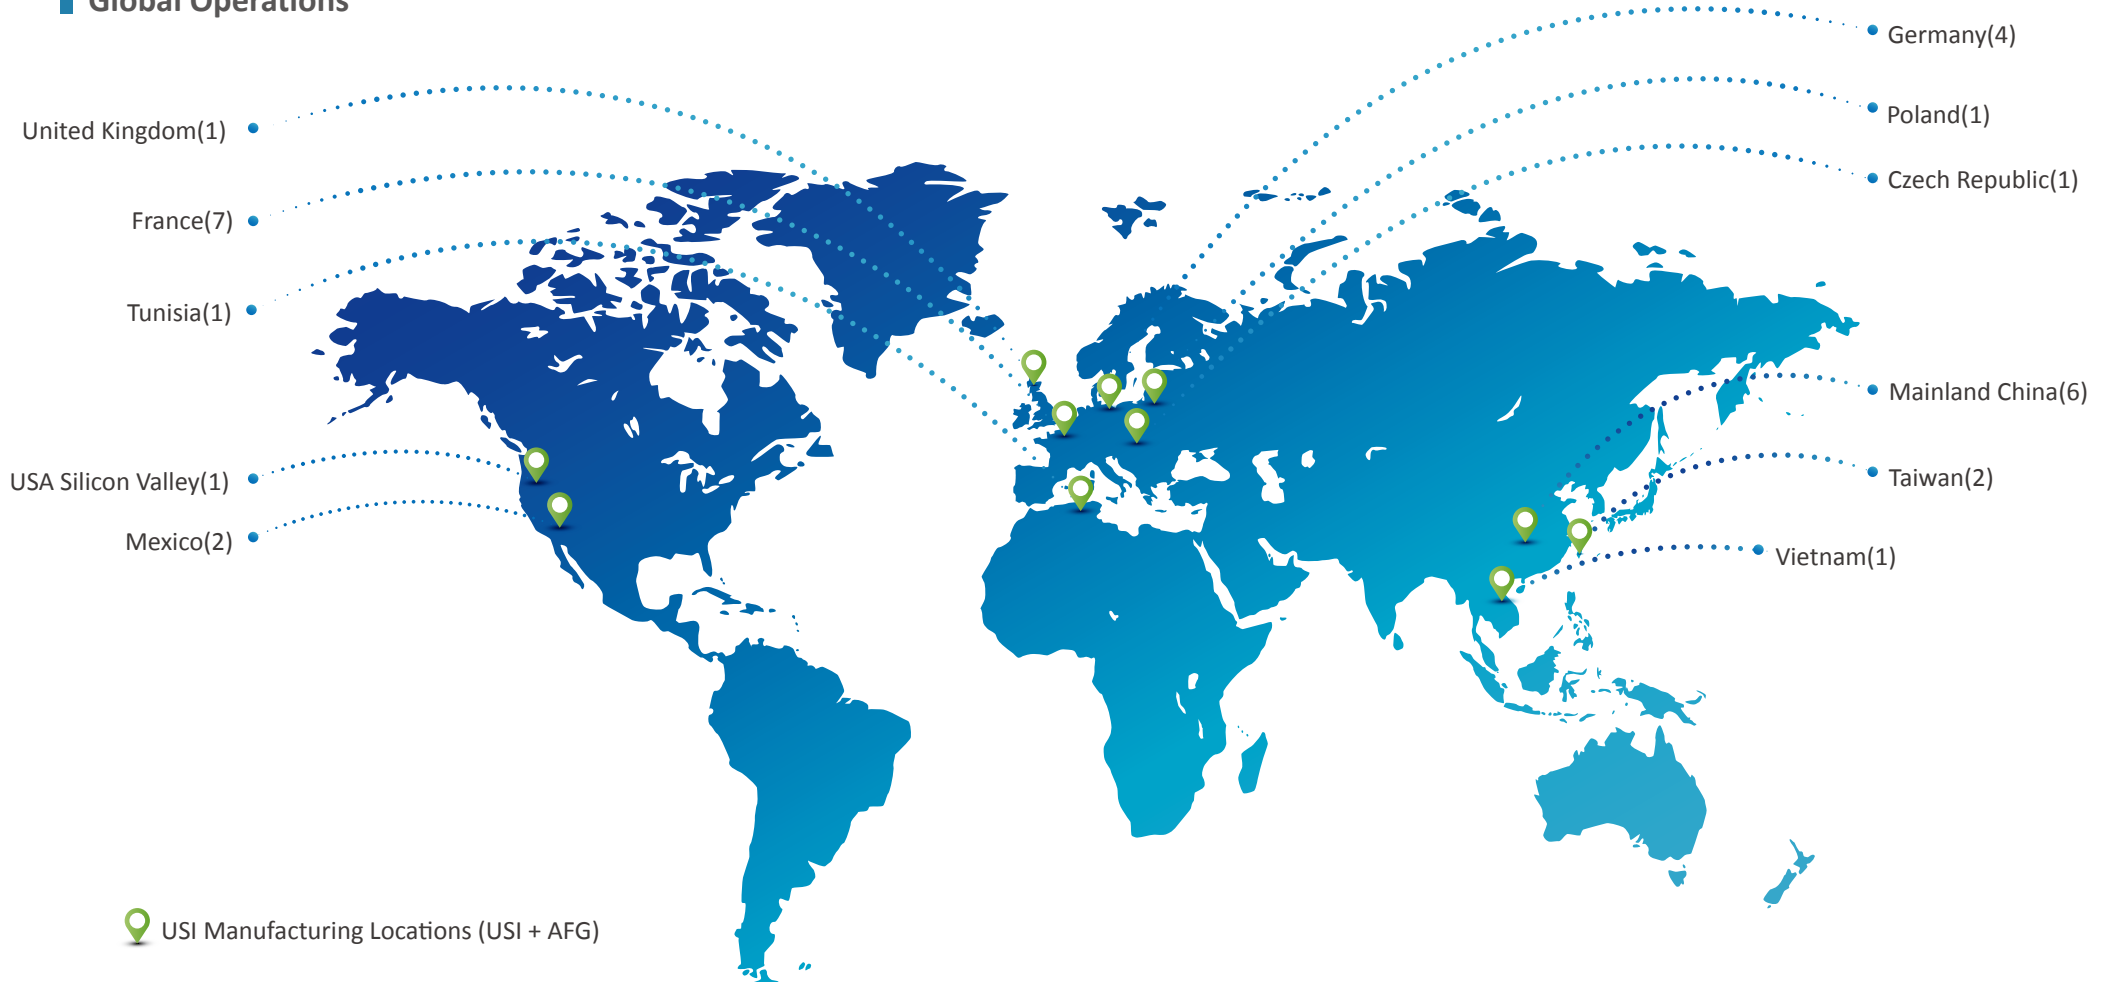 Global Operations
United Kingdom(1)
France(7)
Tunisia(1)
USA Silicon Valley(1)
Mexico(2)
Germany(4)
Poland(1)
Czech Republic(1)
Mainland China(6)
Taiwan(2)
Vietnam(1)
USI Manufacturing Locations (USI + AFG)